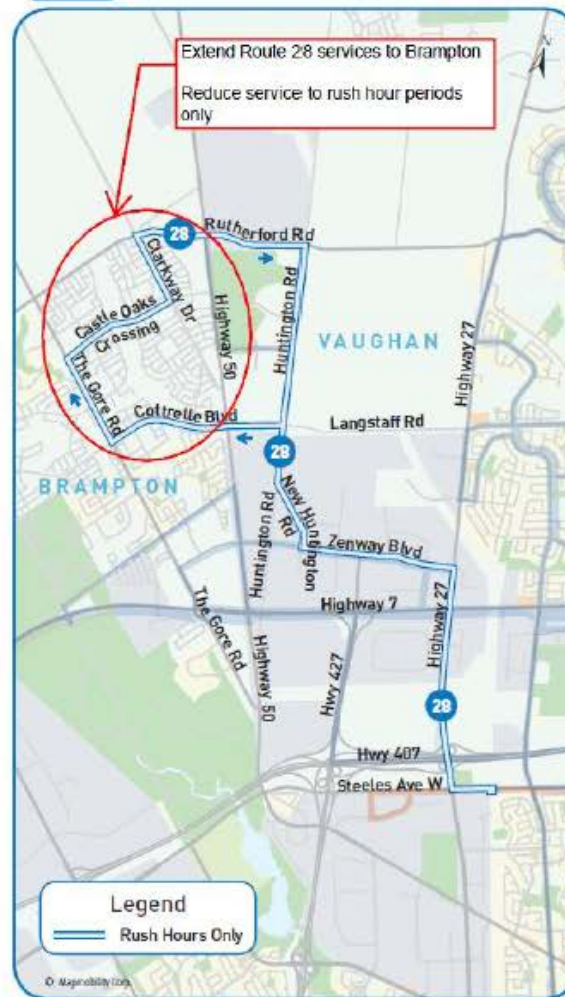 Extend Route 28 services to Brampton
Reduce service to rush hour periods
only
28
Rutherford Rd
Clarkway Dr
Castle Oaks
Crossing
Highway 50
Huntington Rd
VAUGHAN
Highway 27
The Gore Rd
Cottrelle Blvd
Langstaff Rd
28
BRAMPTON
Huntington Rd
New Huntington
Rd
Zenway Blvd
The Gore Rd
Highway 7
Highway 27
Highway 50
Hwy 427
28
Hwy 407
Steeles Ave W
Legend
Rush Hours Only